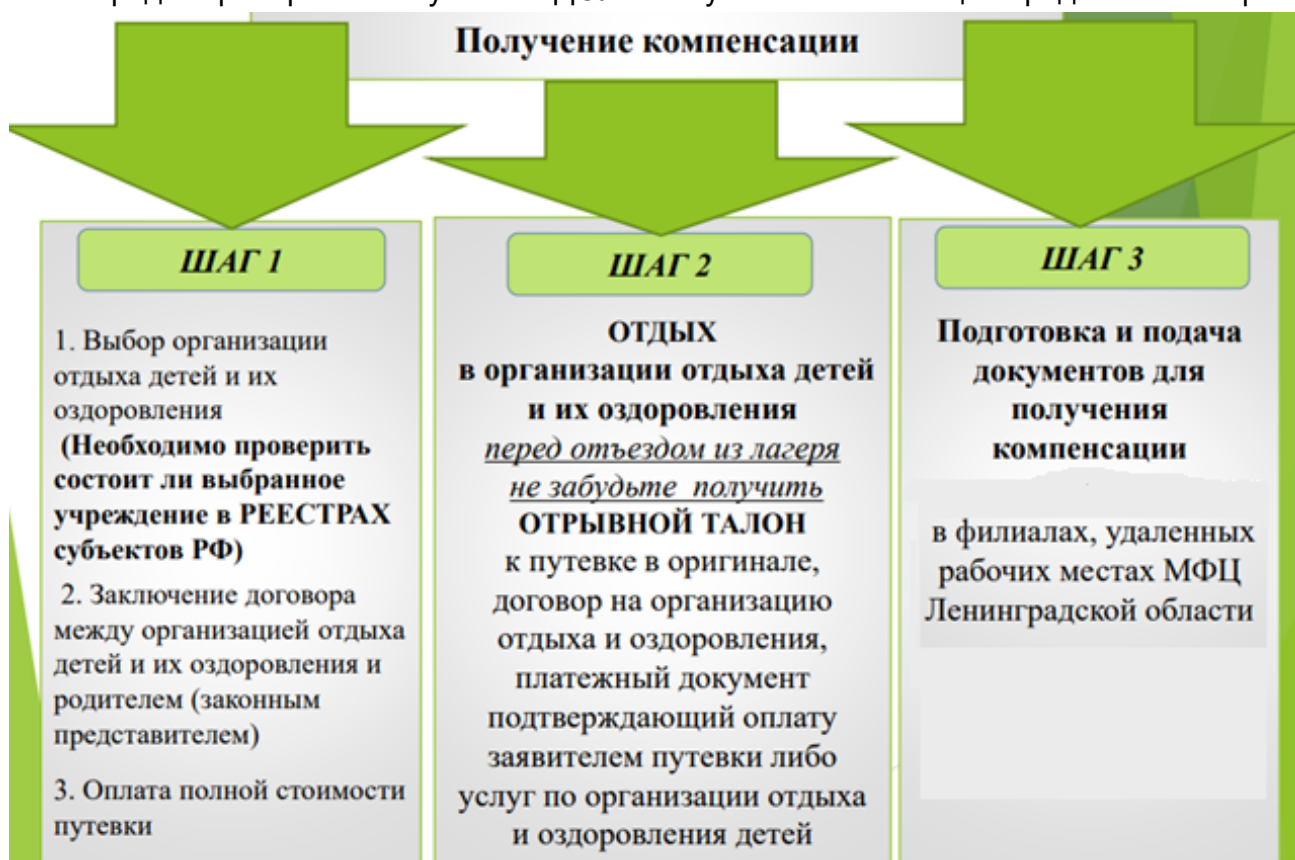 Получение компенсации
ШАГ 1
1. Выбор организации
отдыха детей и их
оздоровления
(Необходимо проверить
состоит ли выбранное
учреждение в РЕЕСТРАХ
субъектов РФ)
2. Заключение договора
между организацией отдыха
детей и их оздоровления и
родителем (законным
представителем)
3. Оплата полной стоимости
путевки
ШАГ 2
ОТДЫХ
в организации отдыха детей
и их оздоровления
перед отъездом из лагеря
не забудьте получить
ОТРЫВНОЙ ТАЛОН
к путевке в оригинале,
договор на организацию
отдыха и оздоровления,
платежный документ
подтверждающий оплату
заявителем путевки либо
услуг по организации отдыха
и оздоровления детей
ШАГ 3
Подготовка и подача
документов для
получения
компенсации
в филиалах, удаленных
рабочих местах МФЦ
Ленинградской области